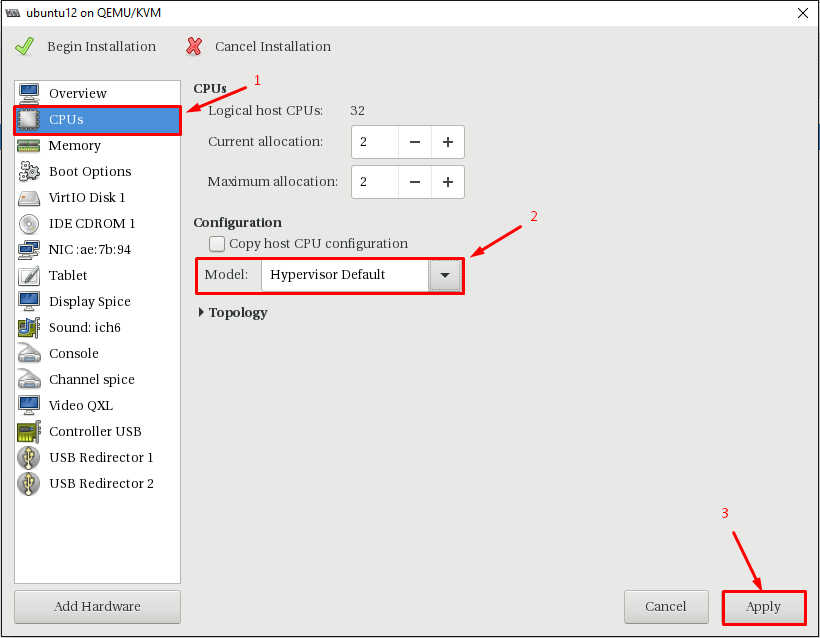 ubuntu12 on QEMU/KVM
Begin Installation Cancel Installation
1
Overview
CPUs
Memory
Boot Options
VirtIO Disk 1
IDE CDROM 1
NIC :ae:7b:94
Tablet
Display Spice
Sound: ich6
Console
Channel spice
Video QXL
Controller USB
USB Redirector 1
USB Redirector 2
Add Hardware
CPUs
Logical host CPUs: 32
Current allocation: 2 − +
Maximum allocation: 2 − +
Configuration
2
Copy host CPU configuration
Model: Hypervisor Default
Topology
3
Cancel Apply